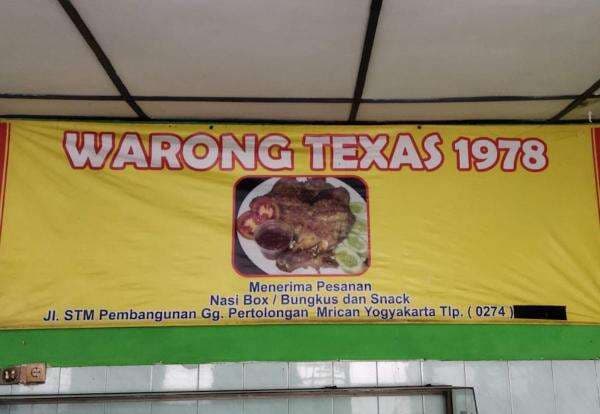 WARONG TEXAS 1978
Menerima Pesanan
Nasi Box / Bungkus dan Snack
Jl. STM Pembangunan Gg. Pertolongan Mrican Yogyakarta Tlp. ( 0274 )